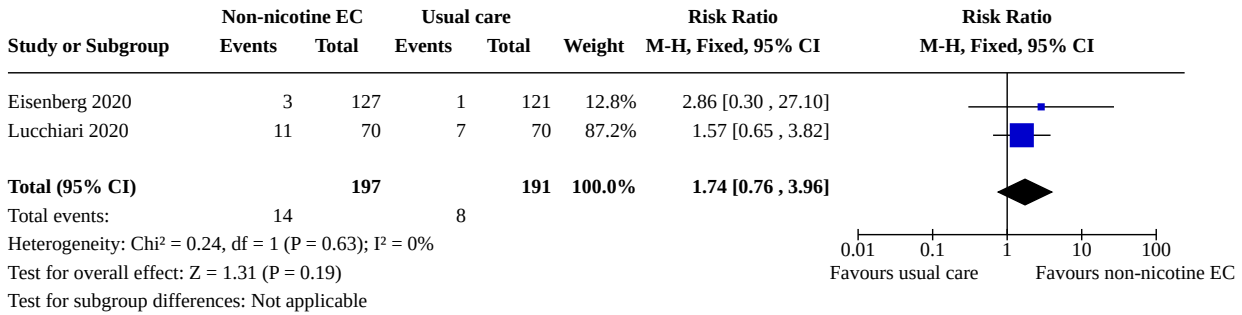 Non-nicotine EC Usual care Risk Ratio Risk Ratio
Study or Subgroup Events Total Events Total Weight M-H, Fixed, 95% CI M-H, Fixed, 95% CI
Eisenberg 2020 3 127 1 121 12.8% 2.86 [0.30 , 27.10]
Lucchiari 2020 11 70 7 70 87.2% 1.57 [0.65 , 3.82]
Total (95% CI) 197 191 100.0% 1.74 [0.76 , 3.96]
Total events: 14 8
Heterogeneity: Chi² = 0.24, df = 1 (P = 0.63); I² = 0%
0.01 0.1 1 10 100
Test for overall effect: Z = 1.31 (P = 0.19) Favours usual care Favours non-nicotine EC
Test for subgroup differences: Not applicable